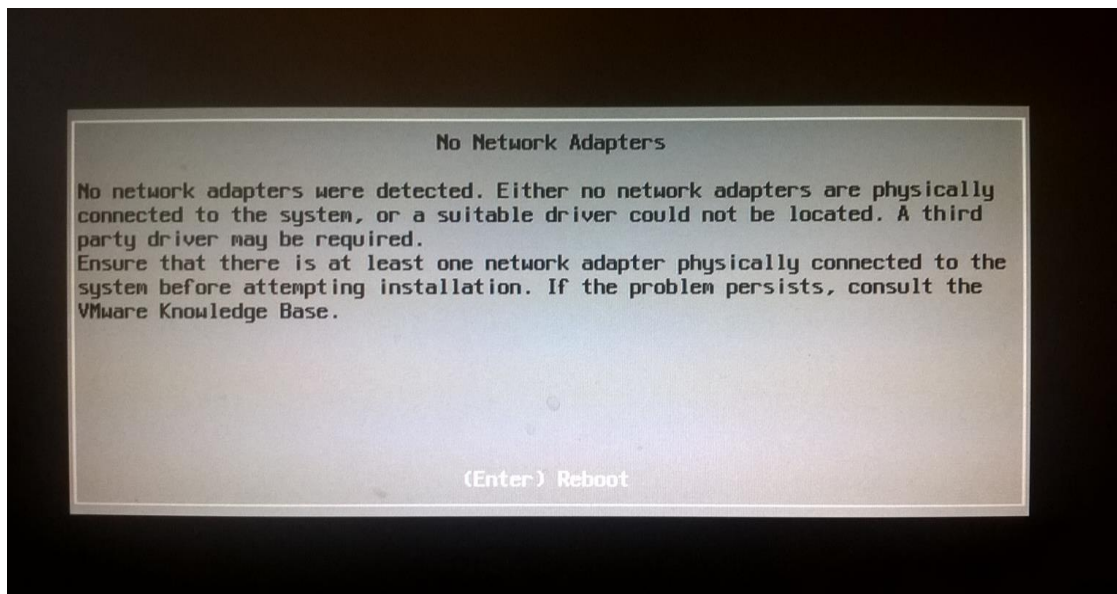 No Network Adapters
No network adapters were detected. Either no network adapters are physically
connected to the system, or a suitable driver could not be located. A third
party driver may be required.
Ensure that there is at least one network adapter physically connected to the
system before attempting installation. If the problem persists, consult the
VMware Knowledge Base.
(Enter) Reboot